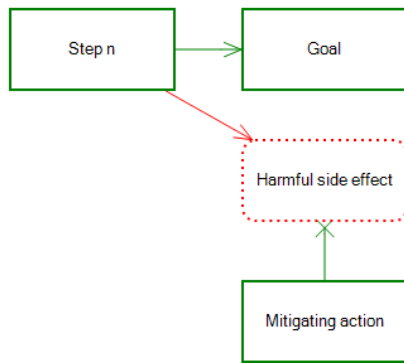 Step n
Goal
Harmful side effect
Mitigating action